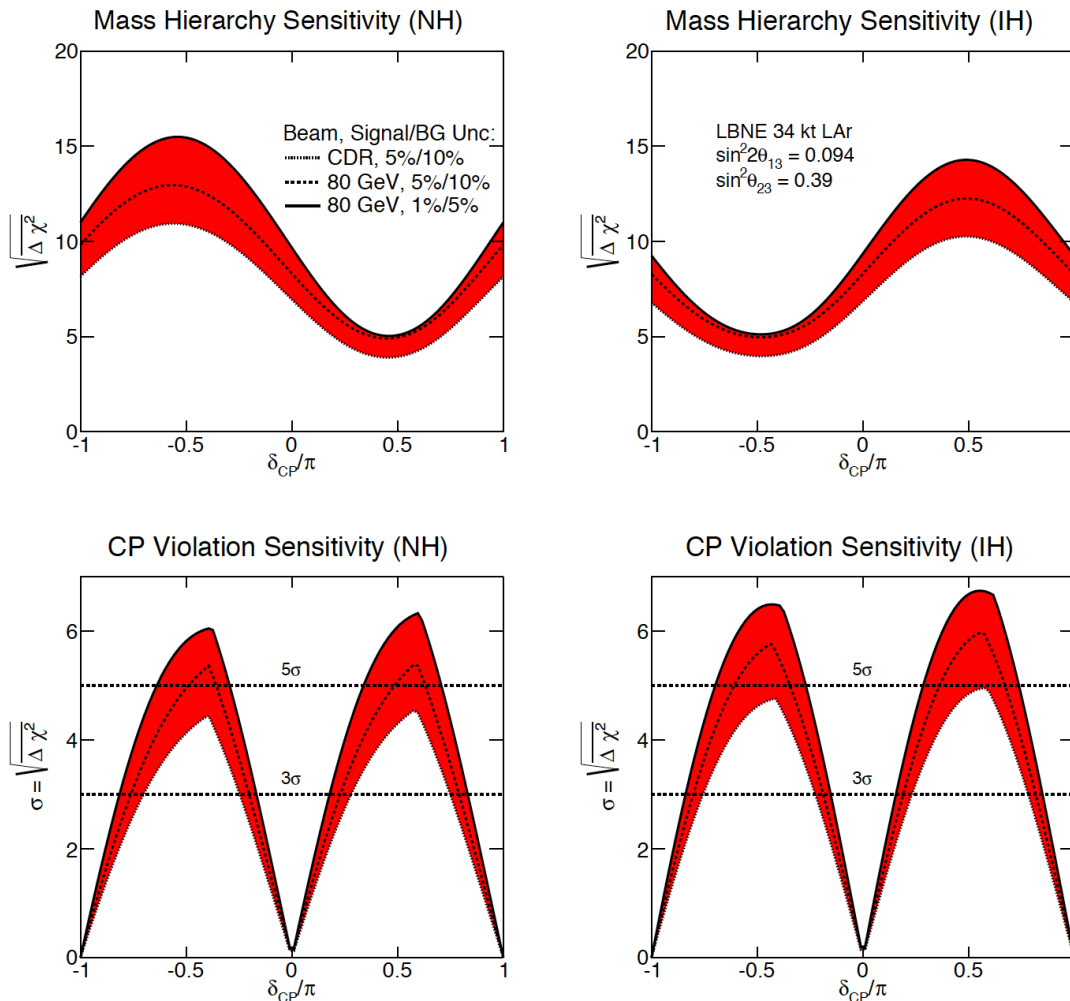 Mass Hierarchy Sensitivity (NH)
20
15
10
5
0
√Δχ²
Beam, Signal/BG Unc:
CDR, 5%/10%
80 GeV, 5%/10%
80 GeV, 1%/5%
-1 -0.5 0 0.5 1
δCP/π
Mass Hierarchy Sensitivity (IH)
20
15
10
5
0
√Δχ²
LBNE 34 kt LAr
sin²2θ₁₃ = 0.094
sin²θ₂₃ = 0.39
-1 -0.5 0 0.5
δCP/π
CP Violation Sensitivity (NH)
6
4
2
0
σ = √Δχ²
5σ
3σ
-1 -0.5 0 0.5 1
δCP/π
CP Violation Sensitivity (IH)
6
4
2
0
σ = √Δχ²
5σ
3σ
-1 -0.5 0 0.5
δCP/π